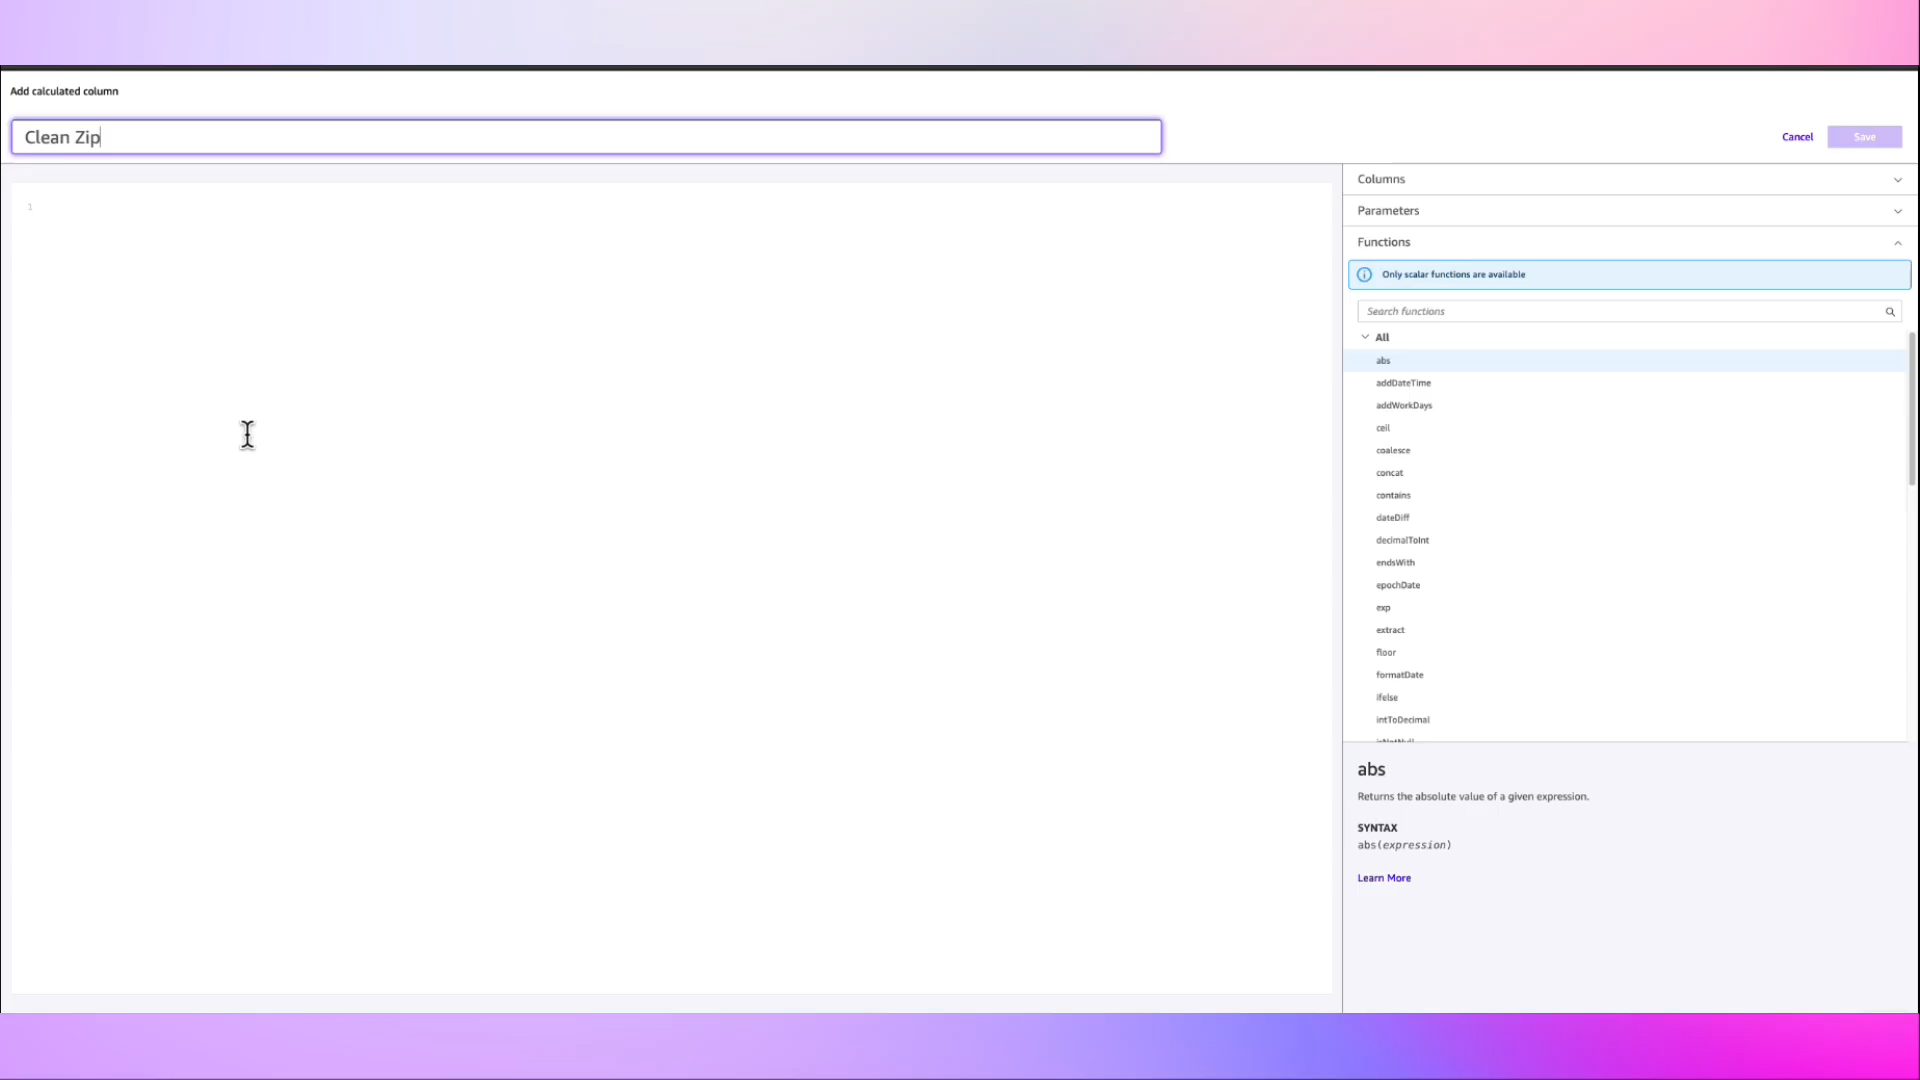 Add calculated column
Clean Zip
Cancel
Save
1
Columns
Parameters
Functions
Only scalar functions are available
Search functions
All
abs
addDateTime
addWorkDays
ceil
coalesce
concat
contains
dateDiff
decimalToInt
endsWith
epochDate
exp
extract
floor
formatDate
ifelse
intToDecimal
isNotNull
abs
Returns the absolute value of a given expression.
SYNTAX
abs(expression)
Learn More